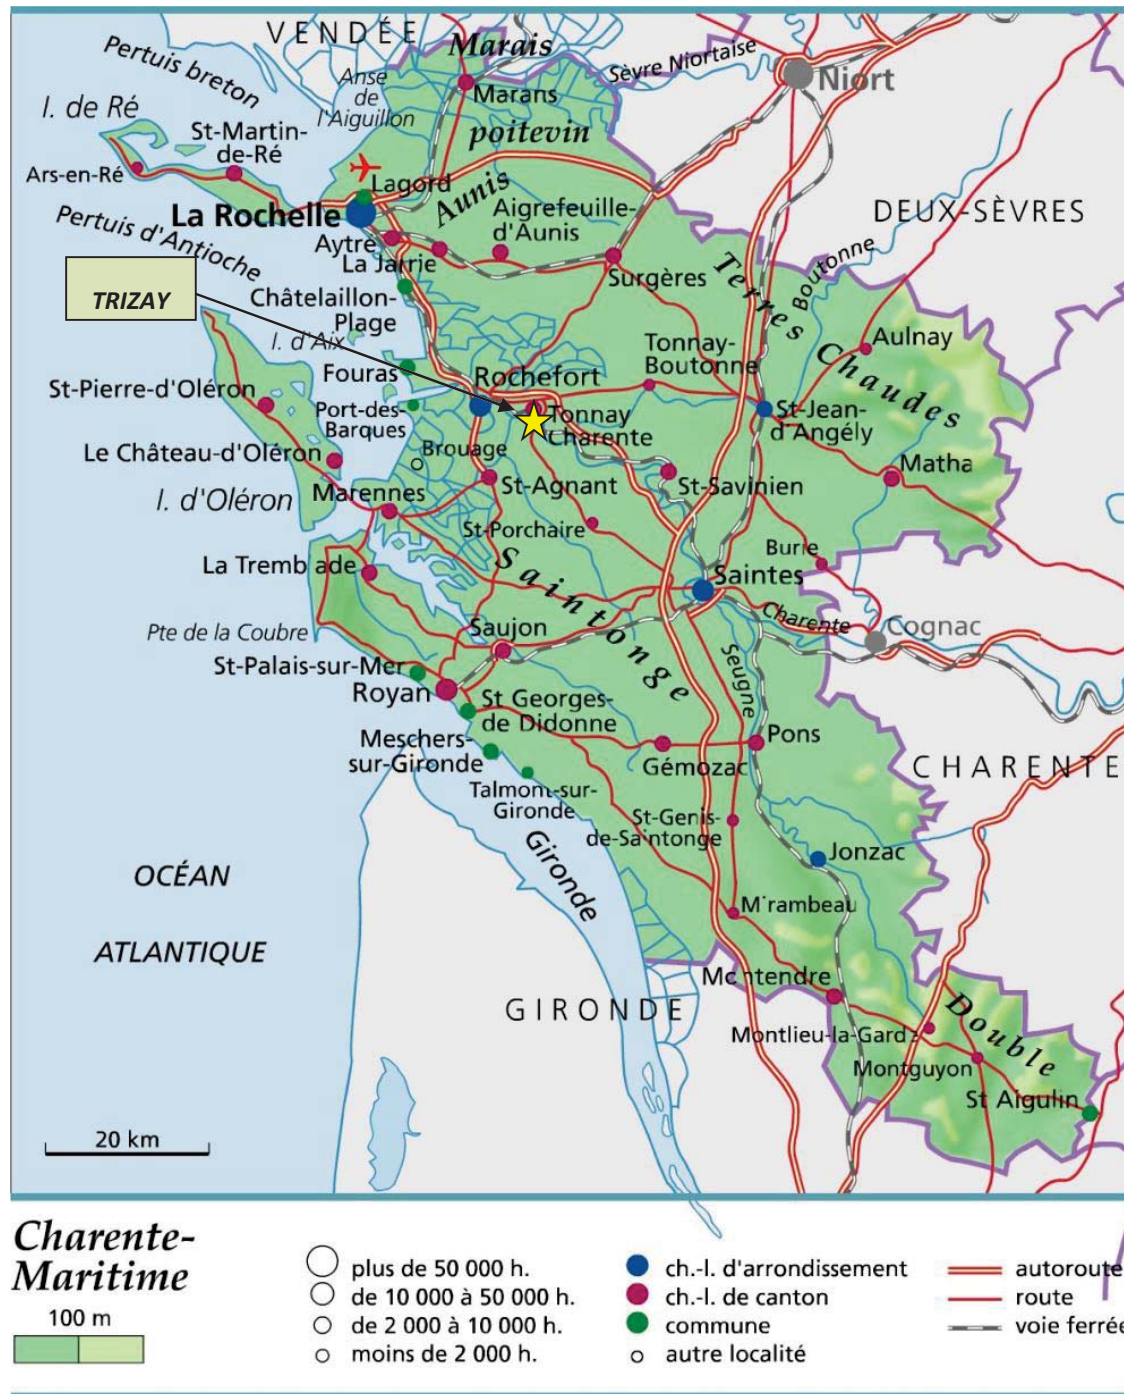 VENDÉE
Marais
Pertuis breton
Anse
de
l'Aiguillon
Sèvre Niortaise
Niort
Marans
I. de Ré
St-Martin-
de-Ré
poitevin
Ars-en-Ré
Lagord
Aunis
La Rochelle
Aigrefeuille-
d'Aunis
DEUX-SÈVRES
Pertuis d'Antioche
Aytré
La Jarrie
Surgères
Terres Chaudes
Boutonne
TRIZAY
Châtelaillon-
Plage
I. d'Aix
Tonnay-
Boutonne
Aulnay
Fouras
Rochefort
St-Pierre-d'Oléron
Port-des-
Barques
Tonnay
Charente
St-Jean-
d'Angély
Brouage
Le Château-d'Oléron
Matha
I. d'Oléron
Marennes
St-Agnant
St-Savinien
St-Porchaire
Burie
La Tremb ade
Saintonge
Saintes
Charente
Cognac
Pte de la Coubre
Saujon
Seugne
St-Palais-sur-Mer
Royan
St Georges-
de Didonne
Pons
Meschers-
sur-Gironde
Gémozac
CHARENTE
Talmont-sur-
Gironde
St-Genis-
de-Saintonge
Gironde
Jonzac
OCÉAN
ATLANTIQUE
M rambeau
Montendre
GIRONDE
Double
Montlieu-la-Garde
Montguyon
St Aigulin
20 km
Charente-
Maritime
100 m
plus de 50 000 h.
de 10 000 à 50 000 h.
de 2 000 à 10 000 h.
moins de 2 000 h.
ch.-l. d'arrondissement
ch.-l. de canton
commune
autre localité
autoroute
route
voie ferrée